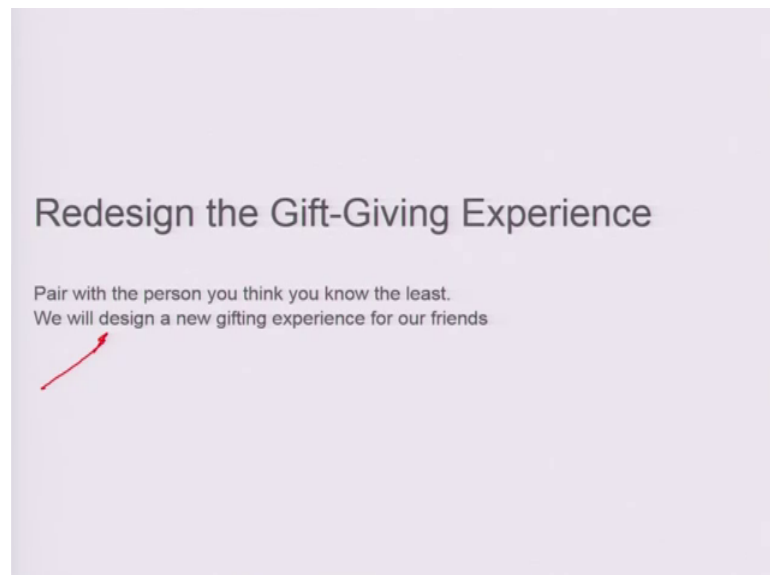 Redesign the Gift-Giving Experience
Pair with the person you think you know the least.
We will design a new gifting experience for our friends